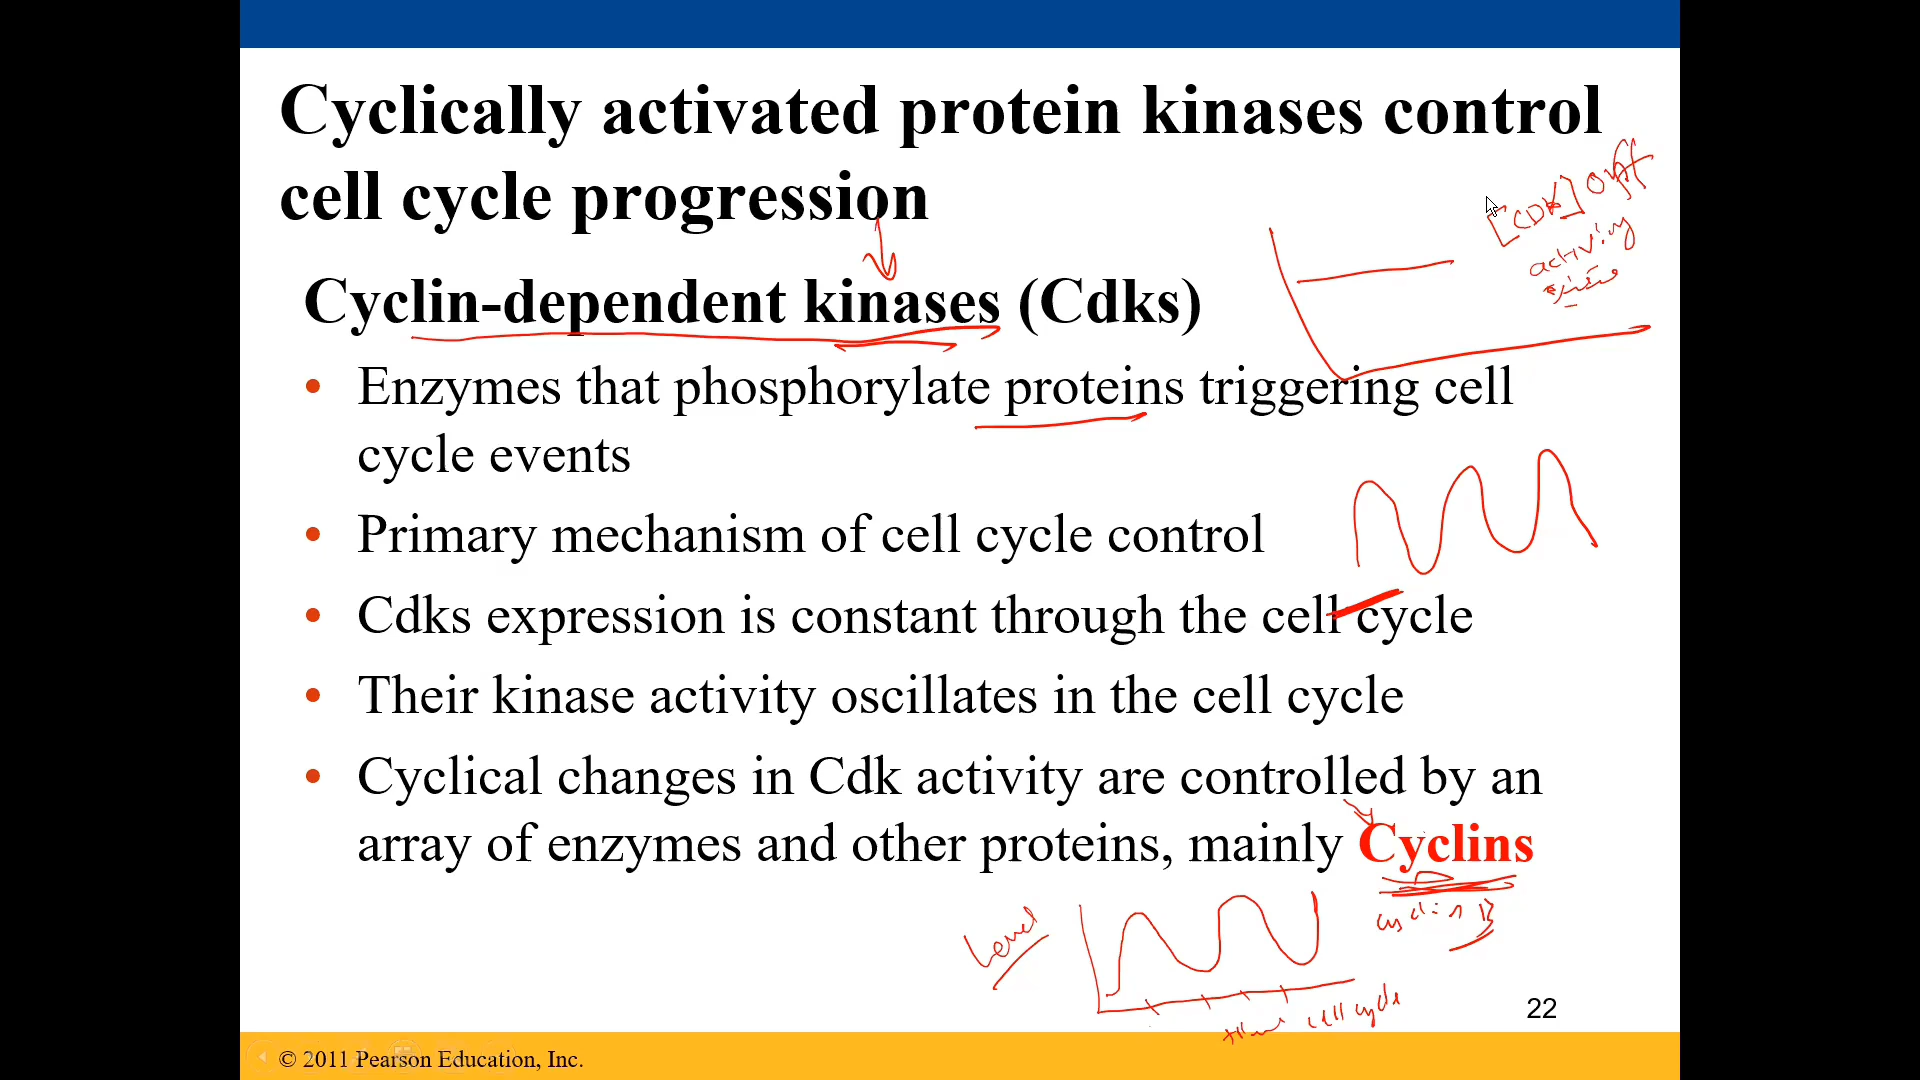 Cyclically activated protein kinases control
cell cycle progression
[CDK]
Cyclin-dependent kinases (Cdks)
• Enzymes that phosphorylate proteins triggering cell
cycle events
• Primary mechanism of cell cycle control
• Cdks expression is constant through the cell cycle
• Their kinase activity oscillates in the cell cycle
• Cyclical changes in Cdk activity are controlled by an
array of enzymes and other proteins, mainly Cyclins
cyclin B
Level
cell cycle
22
© 2011 Pearson Education, Inc.